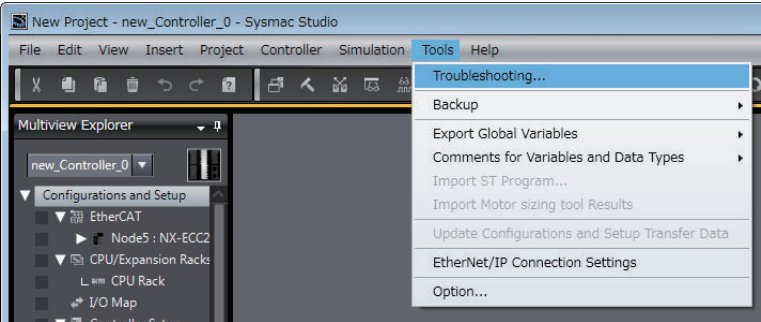 New Project - new_Controller_0 - Sysmac Studio
File Edit View Insert Project Controller Simulation Tools Help
Troubleshooting...
Backup
Export Global Variables
Comments for Variables and Data Types
Import ST Program...
Import Motor sizing tool Results
Update Configurations and Setup Transfer Data
EtherNet/IP Connection Settings
Option...
Multiview Explorer
new_Controller_0
Configurations and Setup
EtherCAT
Node5 : NX-ECC2
CPU/Expansion Racks
CPU Rack
I/O Map